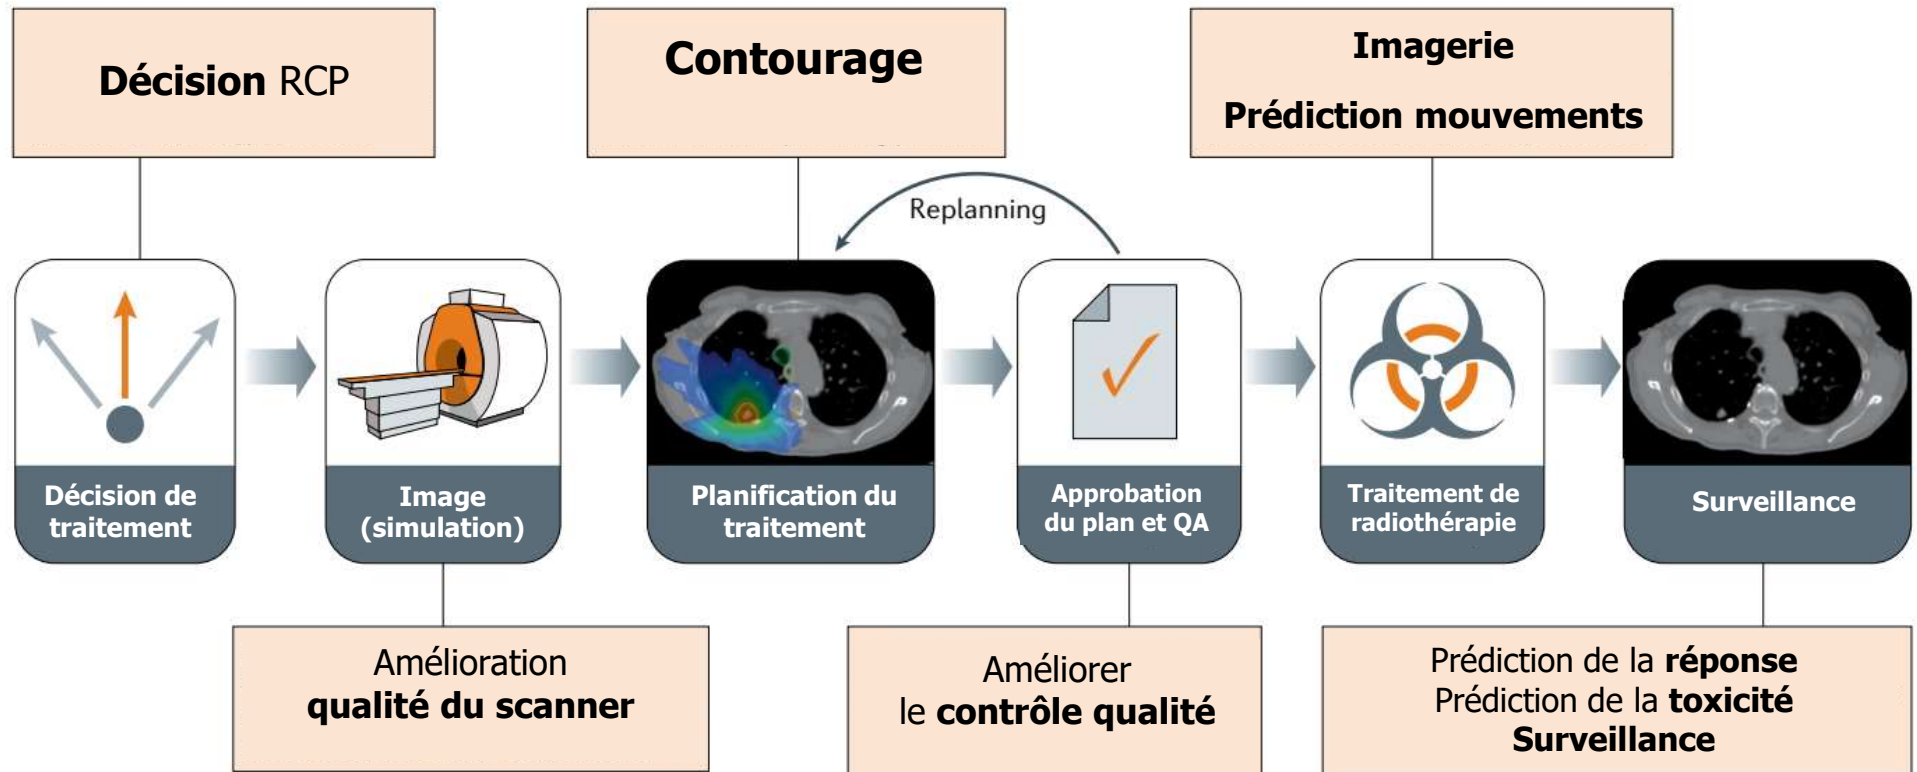 Décision RCP
Contourage
Imagerie
Prédiction mouvements
Replanning
Décision de
traitement
Image
(simulation)
Planification du
traitement
Approbation
du plan et QA
Traitement de
radiothérapie
Surveillance
Amélioration
qualité du scanner
Améliorer
le contrôle qualité
Prédiction de la réponse
Prédiction de la toxicité
Surveillance